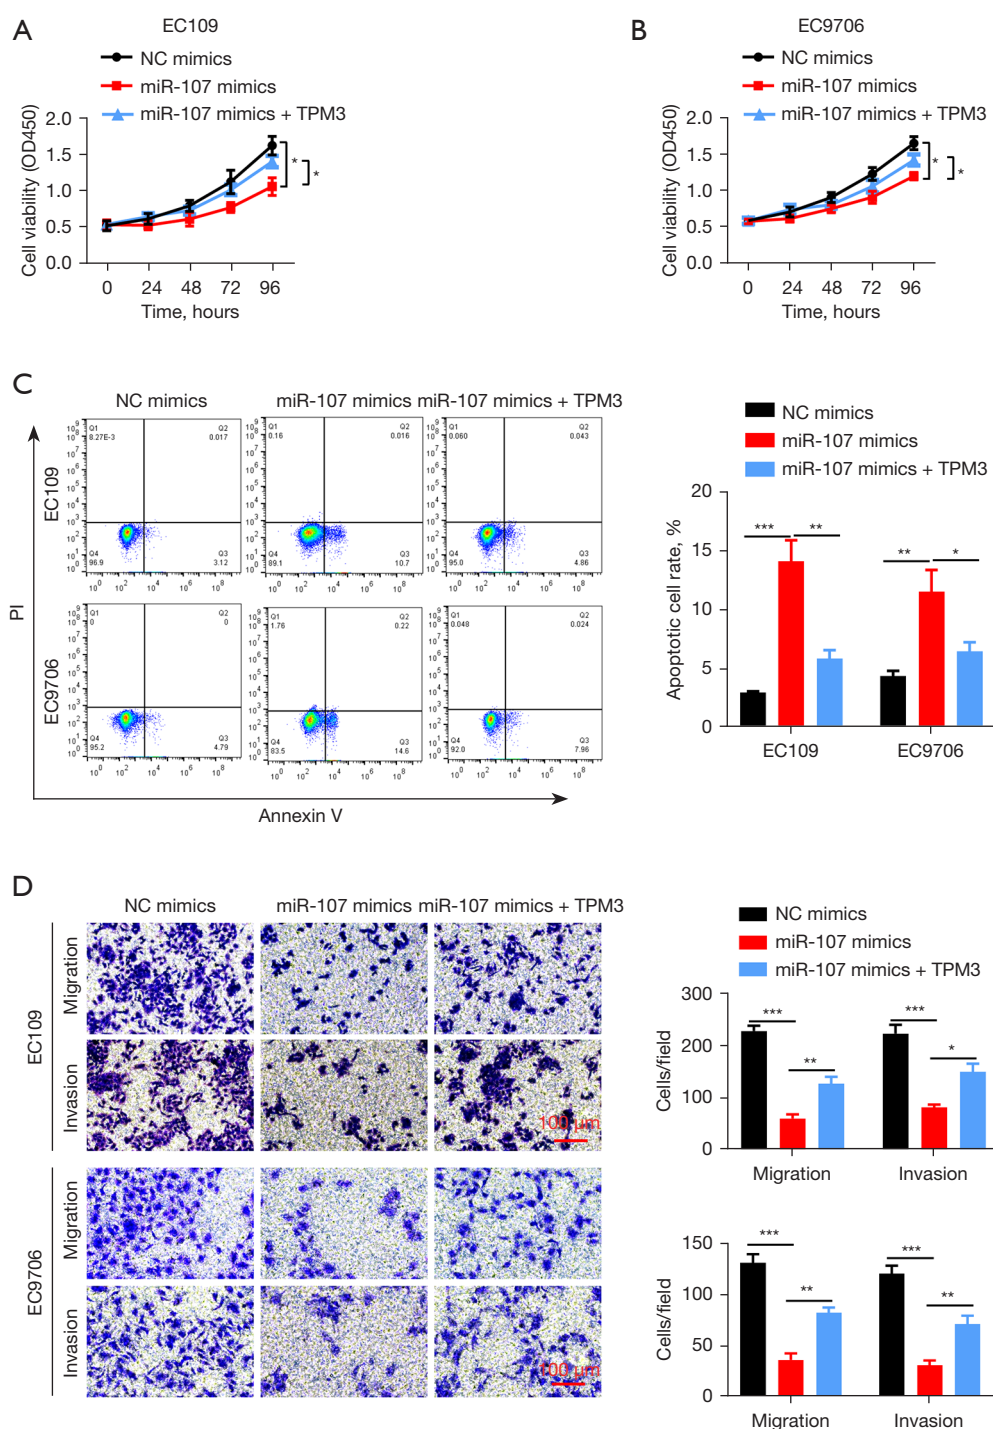 A
EC109
NC mimics
miR-107 mimics
miR-107 mimics + TPM3
Cell viability (OD450)
2.0
1.5
1.0
0.5
0.0
*
*
0 24 48 72 96
Time, hours
B
EC9706
NC mimics
miR-107 mimics
miR-107 mimics + TPM3
Cell viability (OD450)
2.0
1.5
1.0
0.5
0.0
*
*
0 24 48 72 96
Time, hours
C
NC mimics miR-107 mimics miR-107 mimics + TPM3
PI
EC109
Q1 Q2
8.27E-3 0.017
Q4 Q3
96.9 3.12
Q1 Q2
0.16 0.016
Q4 Q3
89.1 10.7
Q1 Q2
0.060 0.043
Q4 Q3
95.0 4.86
EC9706
Q1 Q2
0 0
Q4 Q3
95.2 4.79
Q1 Q2
1.76 0.22
Q4 Q3
83.5 14.6
Q1 Q2
0.048 0.024
Q4 Q3
92.0 7.96
Annexin V
NC mimics
miR-107 mimics
miR-107 mimics + TPM3
Apoptotic cell rate, %
20
15
10
5
0
*** **
** *
EC109 EC9706
D
NC mimics miR-107 mimics miR-107 mimics + TPM3
EC109
Migration
Invasion
100 μm
EC9706
Migration
Invasion
100 μm
NC mimics
miR-107 mimics
miR-107 mimics + TPM3
Cells/field
300
200
100
0
*** **
*** *
Migration Invasion
Cells/field
150
100
50
0
*** **
*** **
Migration Invasion